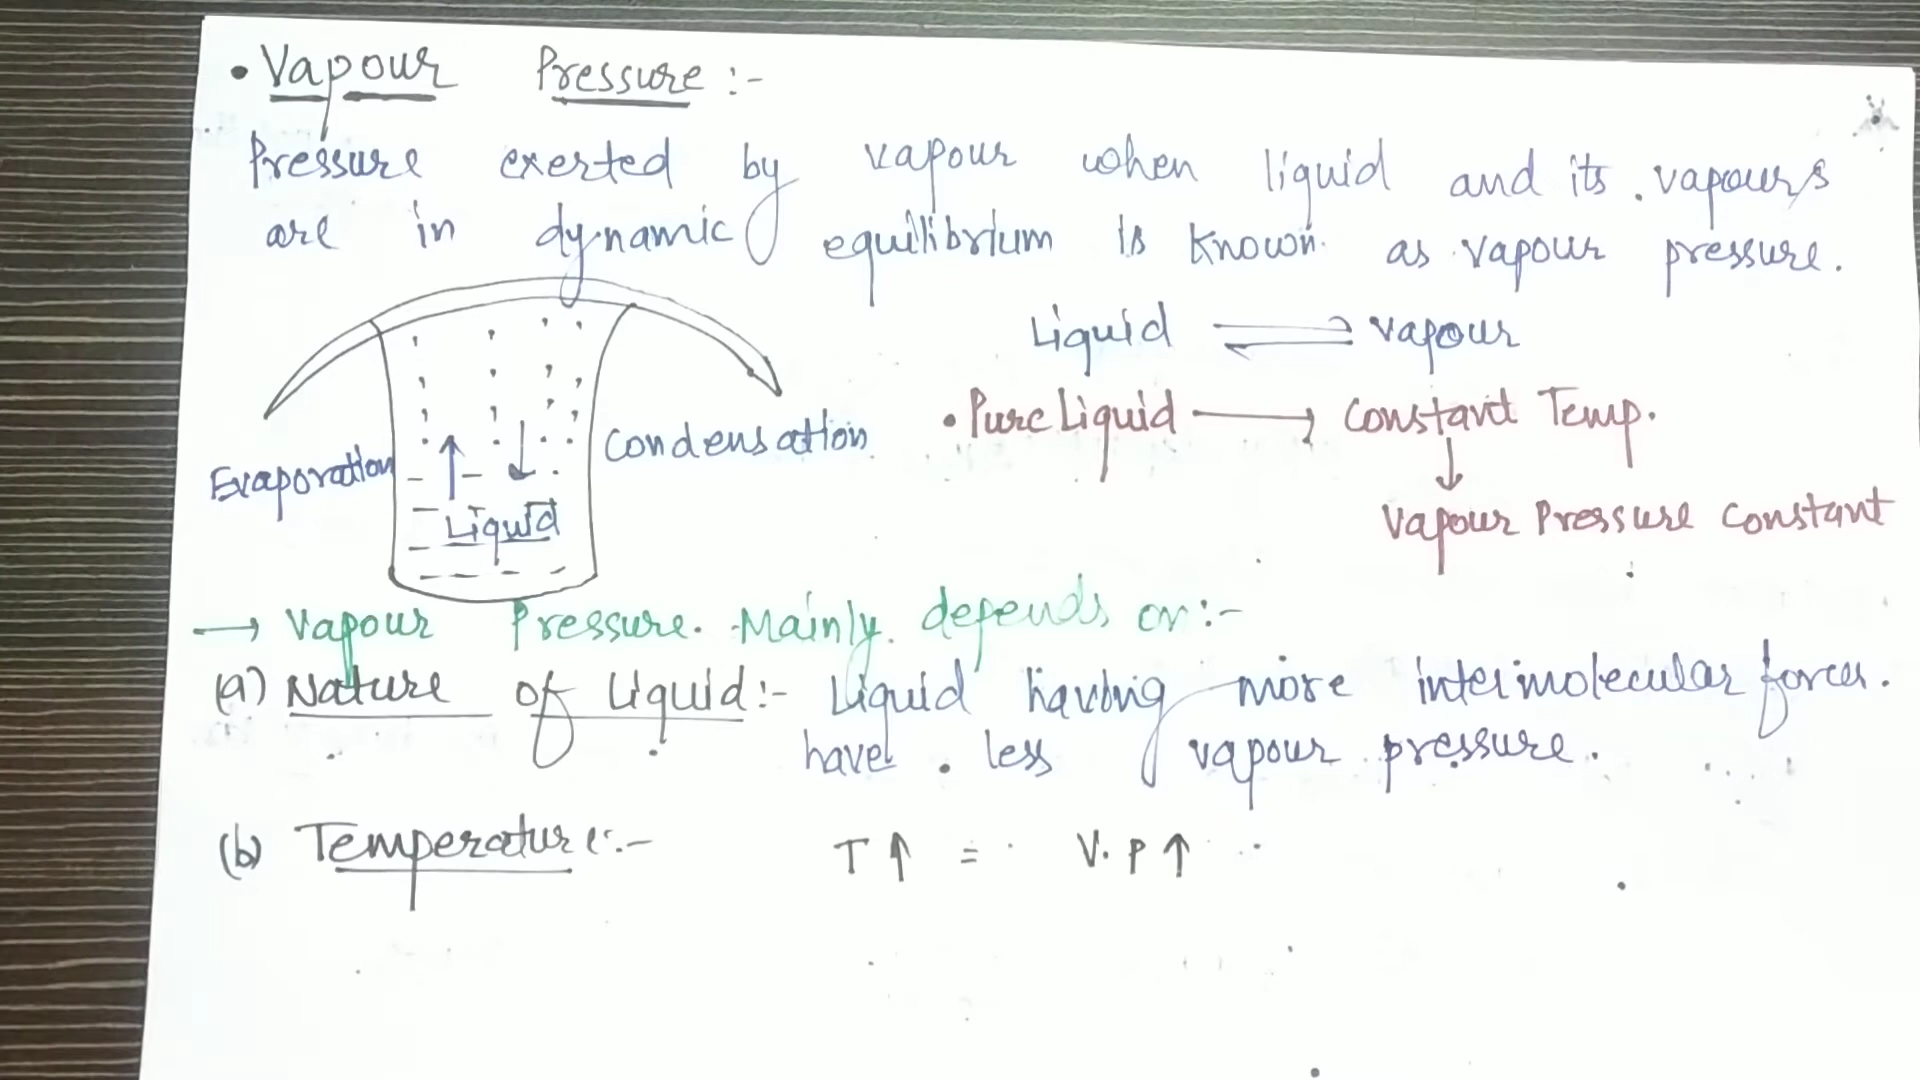 • Vapour Pressure :-
Pressure exerted by vapour when liquid and its vapours
are in dynamic equilibrium is known as vapour pressure.
Liquid ⇌ vapour
• Pure Liquid → Constant Temp.
↓
Vapour Pressure Constant
Evaporation
Condensation
Liquid
→ Vapour Pressure Mainly depends on :-
(a) Nature of Liquid :- Liquid having more intermolecular forces.
have less vapour pressure.
(b) Temperature :- T↑ = V.P↑